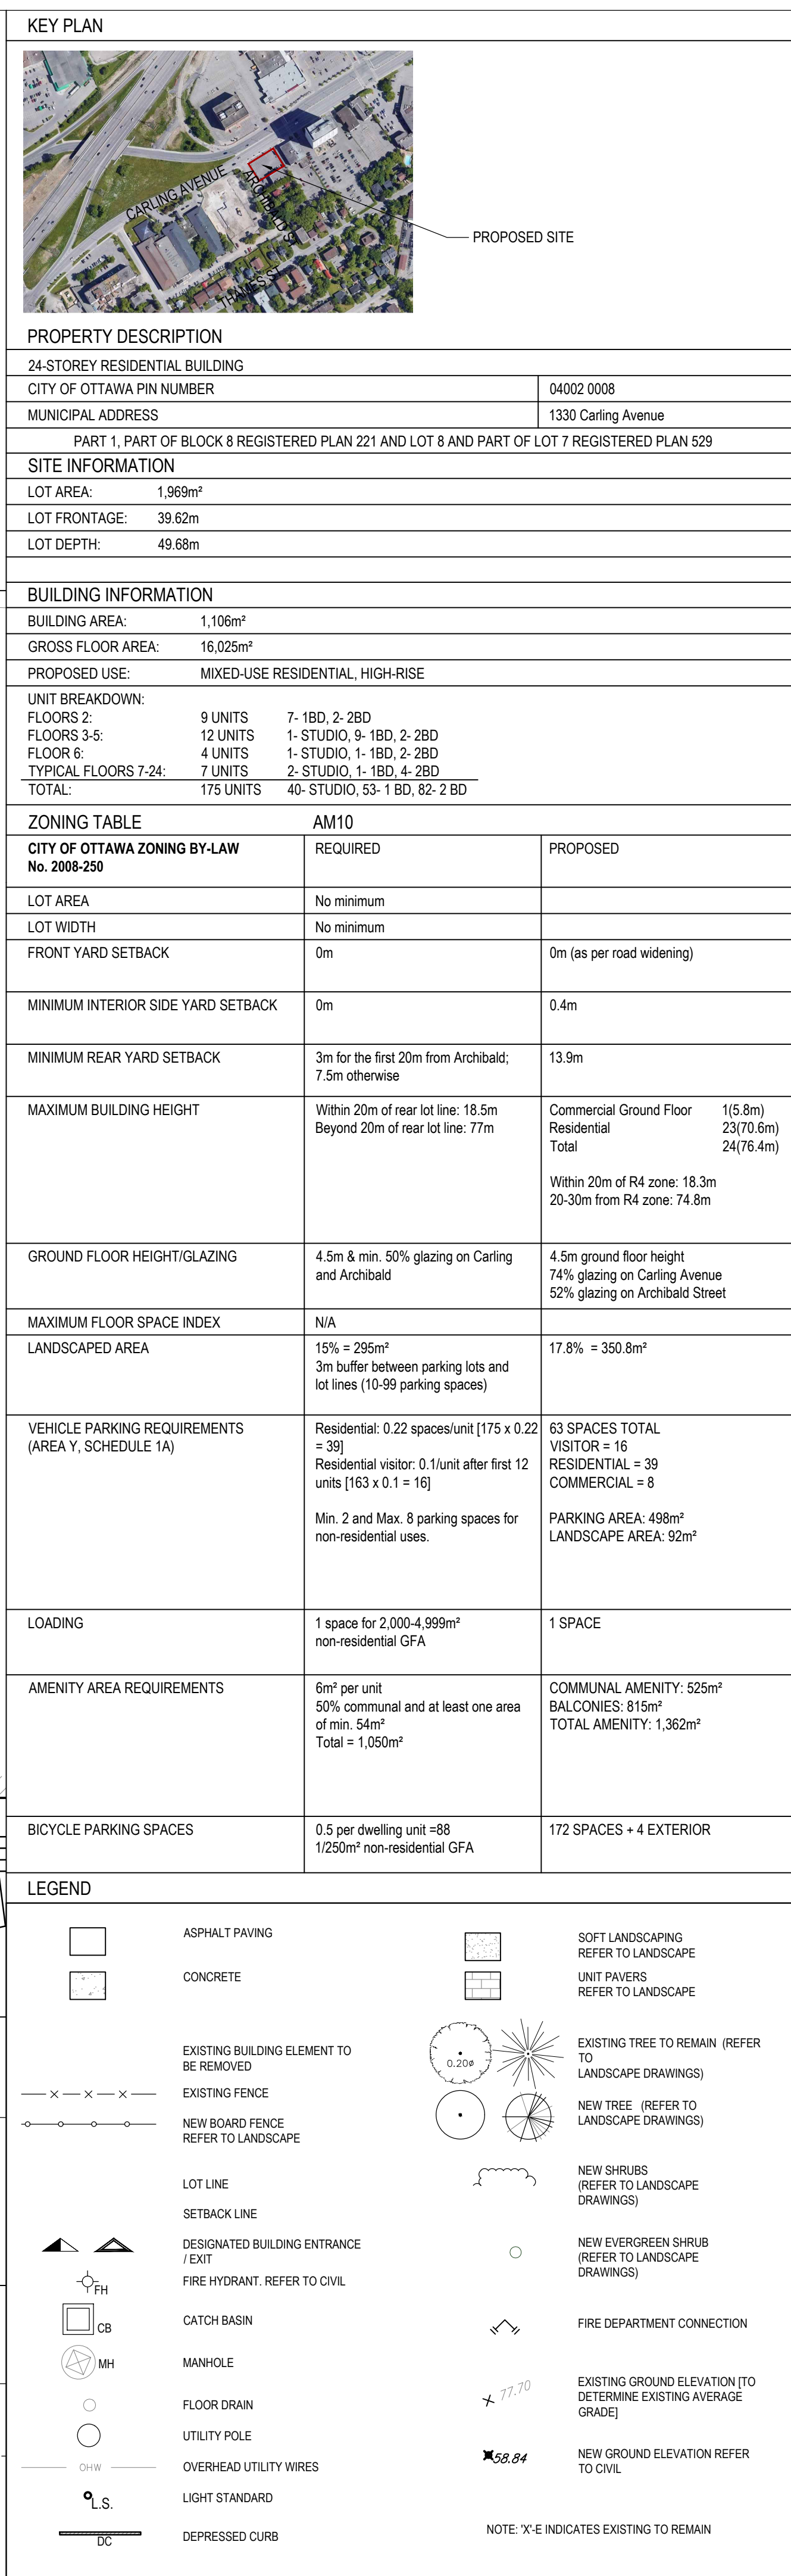 KEY PLAN
CARLING AVENUE
ARCHIBALD ST
THAMES ST
PROPOSED SITE
PROPERTY DESCRIPTION
24-STOREY RESIDENTIAL BUILDING
CITY OF OTTAWA PIN NUMBER 04002 0008
MUNICIPAL ADDRESS 1330 Carling Avenue
PART 1, PART OF BLOCK 8 REGISTERED PLAN 221 AND LOT 8 AND PART OF LOT 7 REGISTERED PLAN 529
SITE INFORMATION
LOT AREA: 1,969m²
LOT FRONTAGE: 39.62m
LOT DEPTH: 49.68m
BUILDING INFORMATION
BUILDING AREA: 1,106m²
GROSS FLOOR AREA: 16,025m²
PROPOSED USE: MIXED-USE RESIDENTIAL, HIGH-RISE
UNIT BREAKDOWN:
FLOORS 2: 9 UNITS 7- 1BD, 2- 2BD
FLOORS 3-5: 12 UNITS 1- STUDIO, 9- 1BD, 2- 2BD
FLOOR 6: 4 UNITS 1- STUDIO, 1- 1BD, 2- 2BD
TYPICAL FLOORS 7-24: 7 UNITS 2- STUDIO, 1- 1BD, 4- 2BD
TOTAL: 175 UNITS 40- STUDIO, 53- 1 BD, 82- 2 BD
ZONING TABLE AM10
CITY OF OTTAWA ZONING BY-LAW
No. 2008-250
REQUIRED
PROPOSED
LOT AREA
No minimum
LOT WIDTH
No minimum
FRONT YARD SETBACK
0m
0m (as per road widening)
MINIMUM INTERIOR SIDE YARD SETBACK
0m
0.4m
MINIMUM REAR YARD SETBACK
3m for the first 20m from Archibald;
7.5m otherwise
13.9m
MAXIMUM BUILDING HEIGHT
Within 20m of rear lot line: 18.5m
Beyond 20m of rear lot line: 77m
Commercial Ground Floor 1(5.8m)
Residential 23(70.6m)
Total 24(76.4m)
Within 20m of R4 zone: 18.3m
20-30m from R4 zone: 74.8m
GROUND FLOOR HEIGHT/GLAZING
4.5m & min. 50% glazing on Carling
and Archibald
4.5m ground floor height
74% glazing on Carling Avenue
52% glazing on Archibald Street
MAXIMUM FLOOR SPACE INDEX
N/A
LANDSCAPED AREA
15% = 295m²
3m buffer between parking lots and
lot lines (10-99 parking spaces)
17.8% = 350.8m²
VEHICLE PARKING REQUIREMENTS
(AREA Y, SCHEDULE 1A)
Residential: 0.22 spaces/unit [175 x 0.22
= 39]
Residential visitor: 0.1/unit after first 12
units [163 x 0.1 = 16]
Min. 2 and Max. 8 parking spaces for
non-residential uses.
63 SPACES TOTAL
VISITOR = 16
RESIDENTIAL = 39
COMMERCIAL = 8
PARKING AREA: 498m²
LANDSCAPE AREA: 92m²
LOADING
1 space for 2,000-4,999m²
non-residential GFA
1 SPACE
AMENITY AREA REQUIREMENTS
6m² per unit
50% communal and at least one area
of min. 54m²
Total = 1,050m²
COMMUNAL AMENITY: 525m²
BALCONIES: 815m²
TOTAL AMENITY: 1,362m²
BICYCLE PARKING SPACES
0.5 per dwelling unit =88
1/250m² non-residential GFA
172 SPACES + 4 EXTERIOR
LEGEND
ASPHALT PAVING
CONCRETE
EXISTING BUILDING ELEMENT TO
BE REMOVED
EXISTING FENCE
NEW BOARD FENCE
REFER TO LANDSCAPE
LOT LINE
SETBACK LINE
DESIGNATED BUILDING ENTRANCE
/ EXIT
FH
FIRE HYDRANT. REFER TO CIVIL
CB
CATCH BASIN
MH
MANHOLE
FLOOR DRAIN
UTILITY POLE
OHW
OVERHEAD UTILITY WIRES
L.S.
LIGHT STANDARD
DC
DEPRESSED CURB
SOFT LANDSCAPING
REFER TO LANDSCAPE
UNIT PAVERS
REFER TO LANDSCAPE
0.20ø
EXISTING TREE TO REMAIN (REFER
TO
LANDSCAPE DRAWINGS)
NEW TREE (REFER TO
LANDSCAPE DRAWINGS)
NEW SHRUBS
(REFER TO LANDSCAPE
DRAWINGS)
NEW EVERGREEN SHRUB
(REFER TO LANDSCAPE
DRAWINGS)
FIRE DEPARTMENT CONNECTION
77.70
EXISTING GROUND ELEVATION [TO
DETERMINE EXISTING AVERAGE
GRADE]
58.84
NEW GROUND ELEVATION REFER
TO CIVIL
NOTE: 'X'-E INDICATES EXISTING TO REMAIN